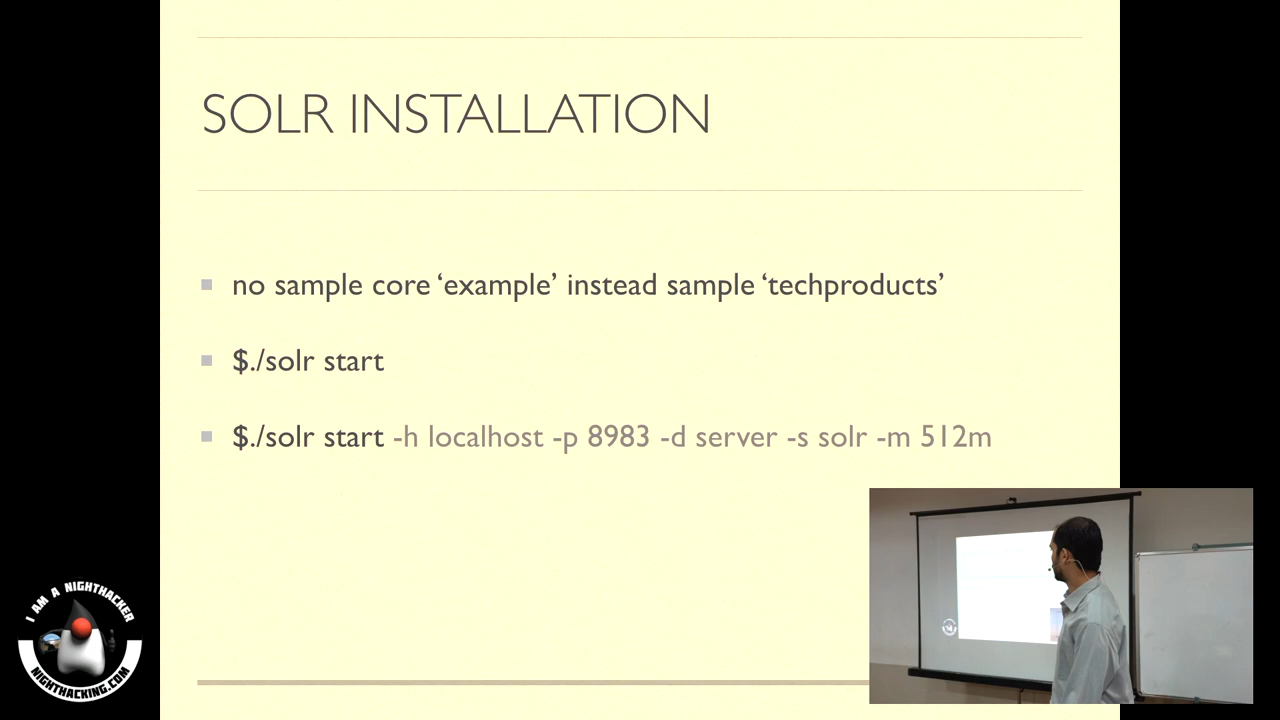 SOLR INSTALLATION
no sample core ‘example’ instead sample ‘techproducts’
$./solr start
$./solr start -h localhost -p 8983 -d server -s solr -m 512m
I AM A NIGHTHACKER
NIGHTHACKING.COM